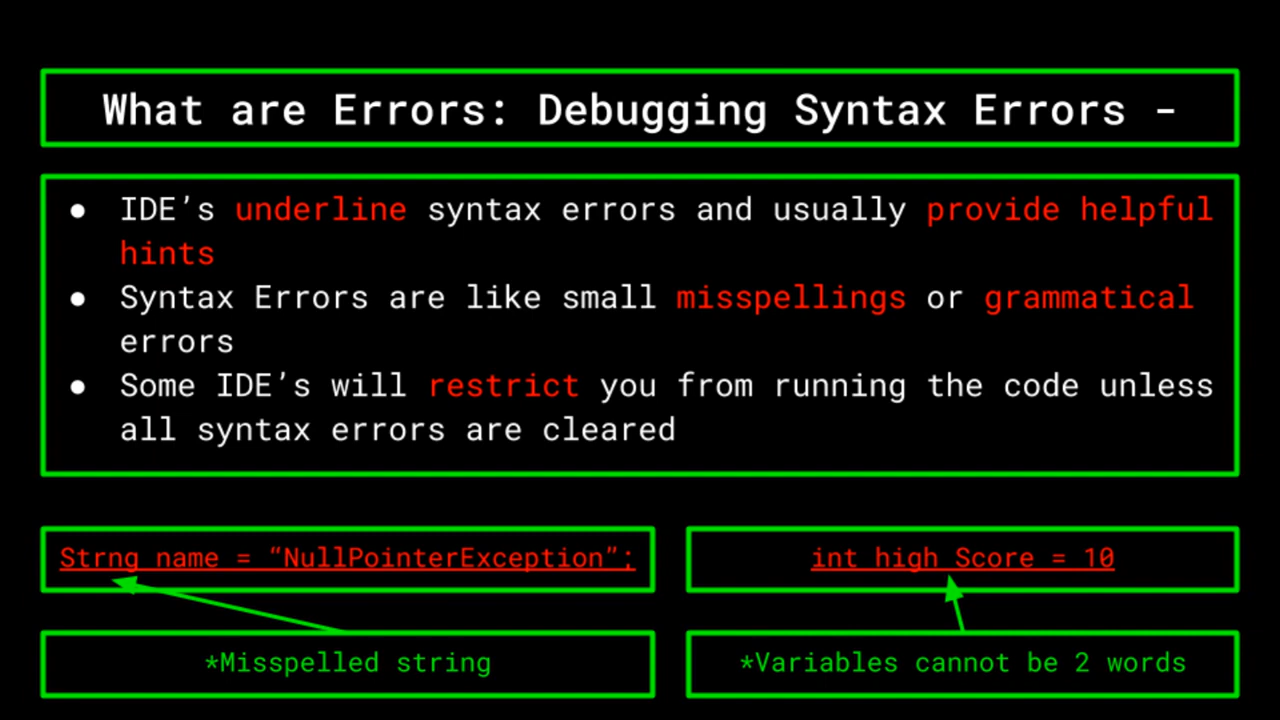 What are Errors: Debugging Syntax Errors -
● IDE’s underline syntax errors and usually provide helpful
hints
● Syntax Errors are like small misspellings or grammatical
errors
● Some IDE’s will restrict you from running the code unless
all syntax errors are cleared
Strng name = “NullPointerException”;
int high Score = 10
*Misspelled string
*Variables cannot be 2 words